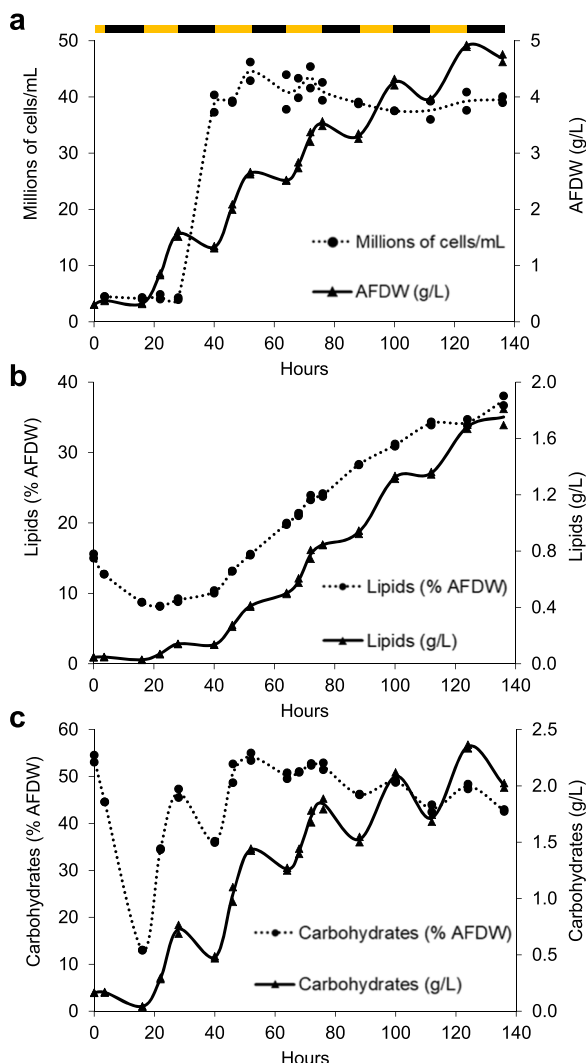 a
50
40
30
20
10
0
Millions of cells/mL
5
4
3
2
1
0
AFDW (g/L)
Millions of cells/mL
AFDW (g/L)
0 20 40 60 80 100 120 140
Hours
b
40
30
20
10
0
Lipids (% AFDW)
2.0
1.6
1.2
0.8
0.4
0.0
Lipids (g/L)
Lipids (% AFDW)
Lipids (g/L)
0 20 40 60 80 100 120 140
Hours
c
60
50
40
30
20
10
0
Carbohydrates (% AFDW)
2.5
2.0
1.5
1.0
0.5
0.0
Carbohydrates (g/L)
Carbohydrates (% AFDW)
Carbohydrates (g/L)
0 20 40 60 80 100 120 140
Hours